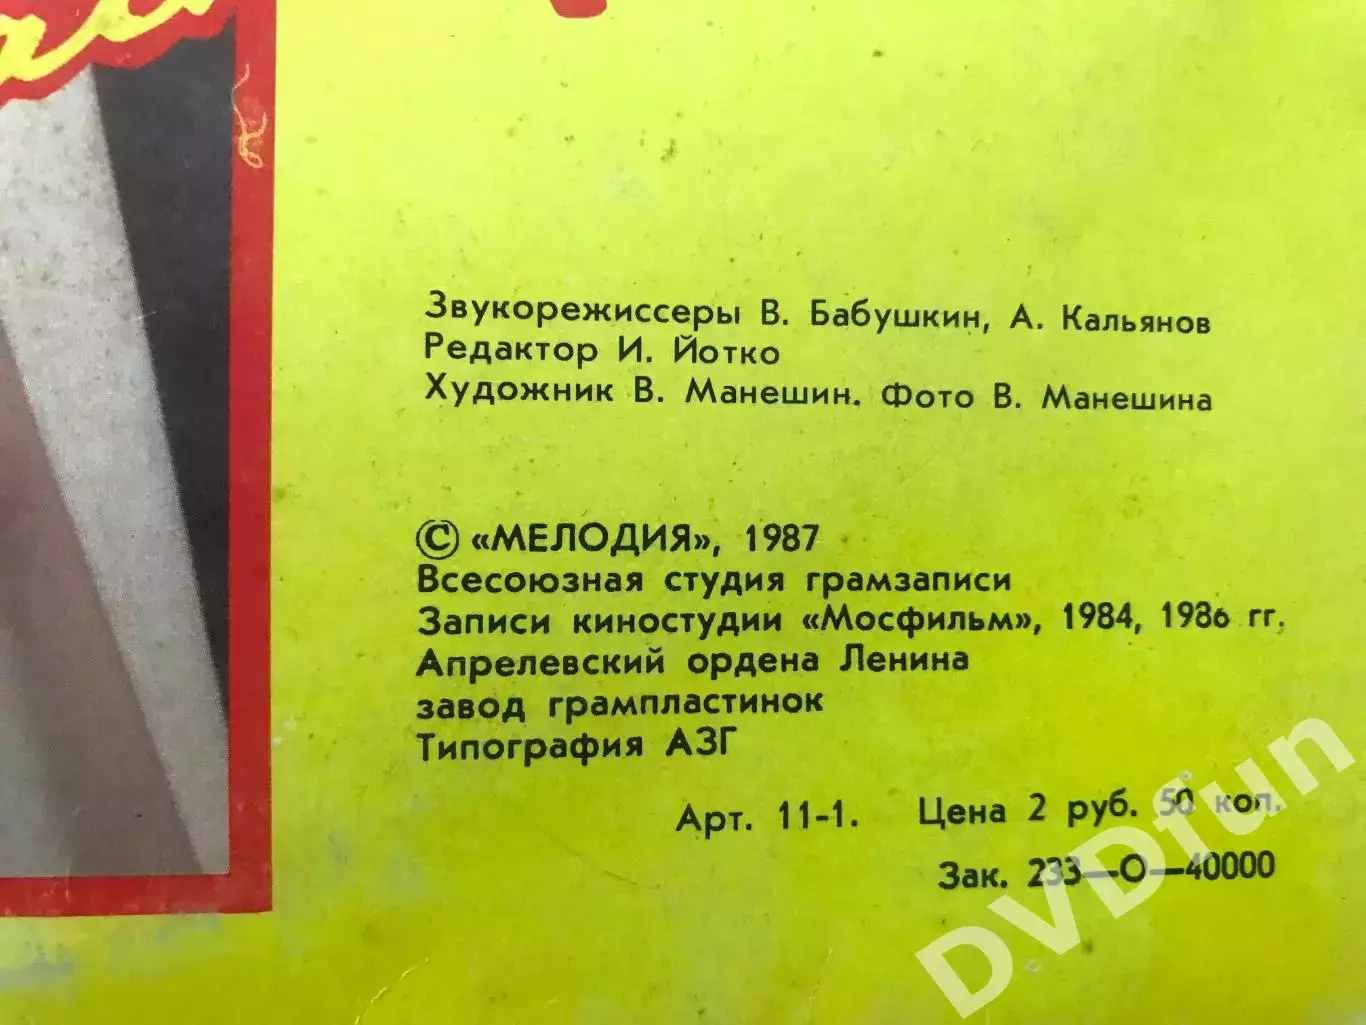 Звукорежиссеры В. Бабушкин, А. Кальянов
Редактор И. Йотко
Художник В. Манешин. Фото В. Манешина
© «МЕЛОДИЯ», 1987
Всесоюзная студия грамзаписи
Записи киностудии «Мосфильм», 1984, 1986 гг.
Апрелевский ордена Ленина
завод грампластинок
Типография АЗГ
Арт. 11-1. Цена 2 руб. 50 коп.
Зак. 233—О—40000
DVDfun